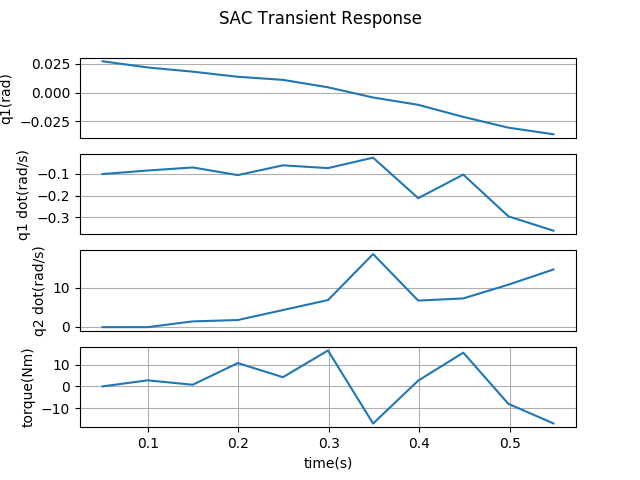 SAC Transient Response
q1(rad)
0.025
0.000
−0.025
q1 dot(rad/s)
−0.1
−0.2
−0.3
q2 dot(rad/s)
10
0
torque(Nm)
10
0
−10
0.1 0.2 0.3 0.4 0.5
time(s)